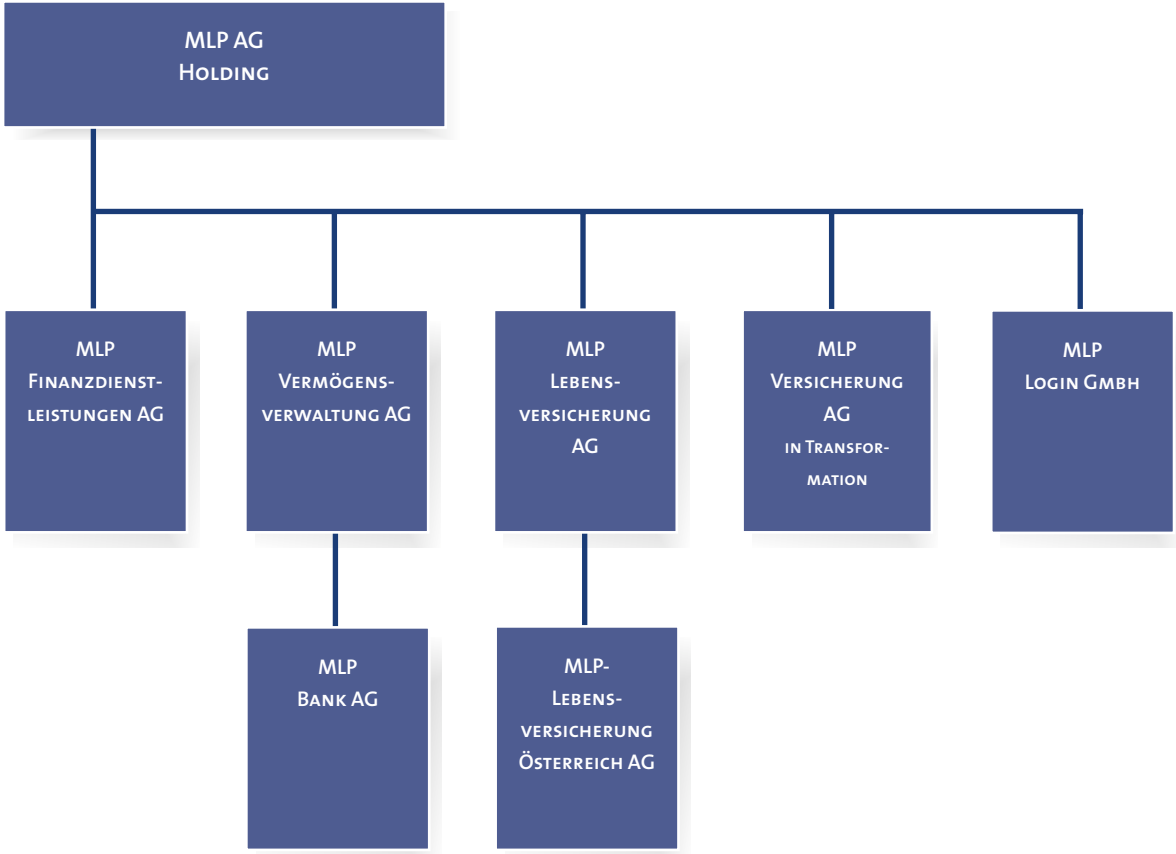 MLP AG
Holding
MLP
Finanzdienst-
leistungen AG
MLP
Vermögens-
verwaltung AG
MLP
Lebens-
versicherung
AG
MLP
Versicherung
AG
in Transfor-
mation
MLP
Login Gmbh
MLP
Bank AG
MLP-
Lebens-
versicherung
Österreich AG